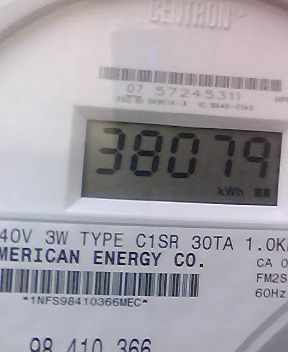 CENTRON®
07 57245311
38079
kWh
40V 3W TYPE C1SR 30TA 1.0K
MERICAN ENERGY CO.
CA 0
FM2S
60Hz
*1NFS98410366MEC*
98 410 366